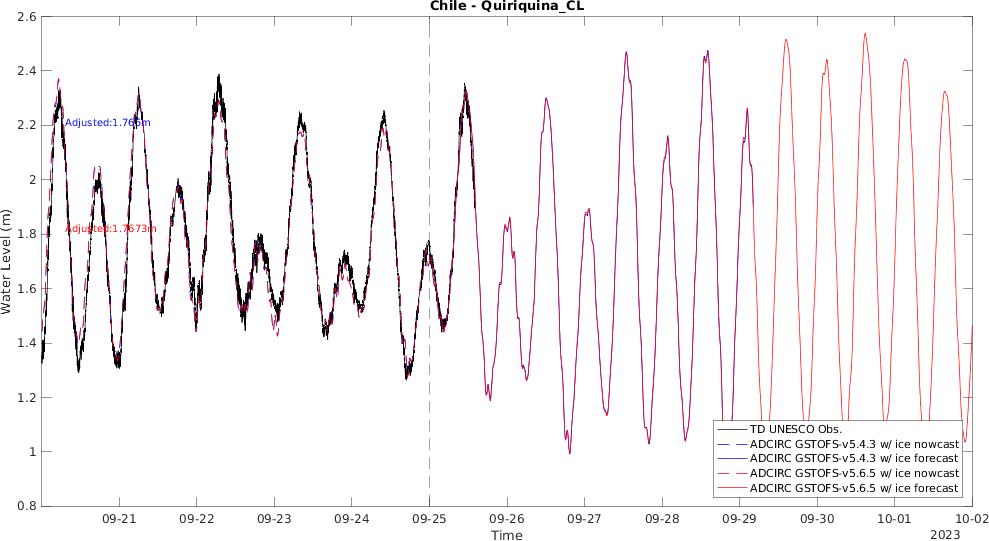 Chile - Quiriquina_CL
2.6
2.4
2.2
2
1.8
1.6
1.4
1.2
1
0.8
Water Level (m)
Adjusted:1.766m
Adjusted:1.7673m
TD UNESCO Obs.
ADCIRC GSTOFS-v5.4.3 w/ ice nowcast
ADCIRC GSTOFS-v5.4.3 w/ ice forecast
ADCIRC GSTOFS-v5.6.5 w/ ice nowcast
ADCIRC GSTOFS-v5.6.5 w/ ice forecast
09-21 09-22 09-23 09-24 09-25 09-26 09-27 09-28 09-29 09-30 10-01 10-02
Time
2023